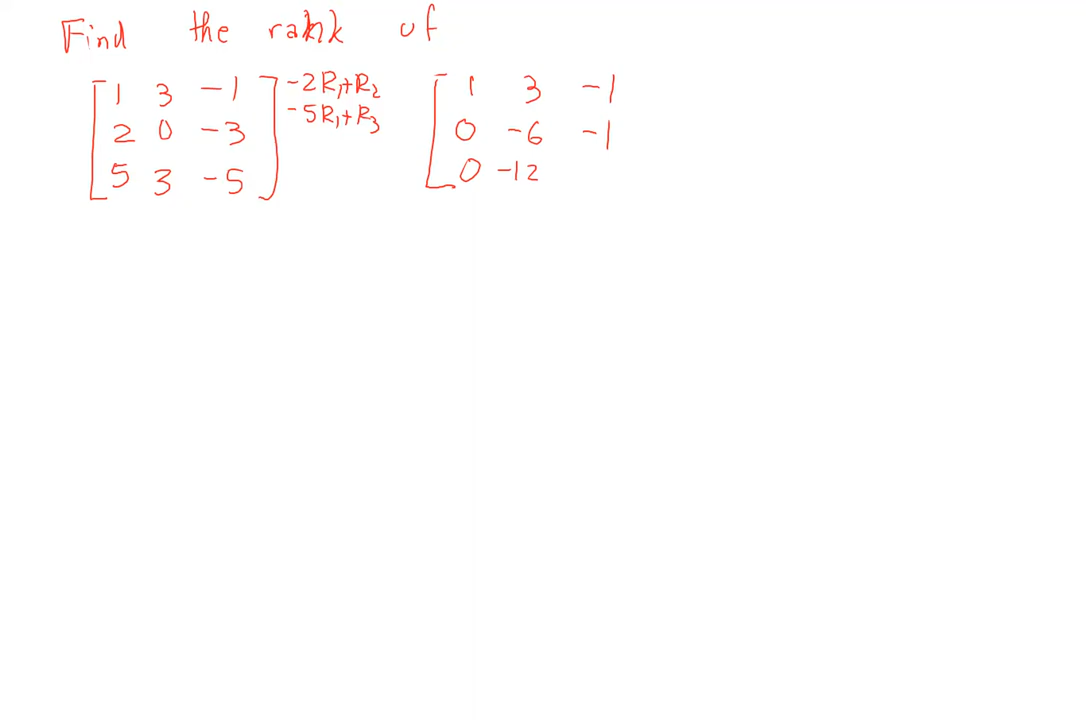 Find the rank of
1 3 -1 -2R₁+R₂ 1 3 -1
2 0 -3 -5R₁+R₃ 0 -6 -1
5 3 -5 0 -12